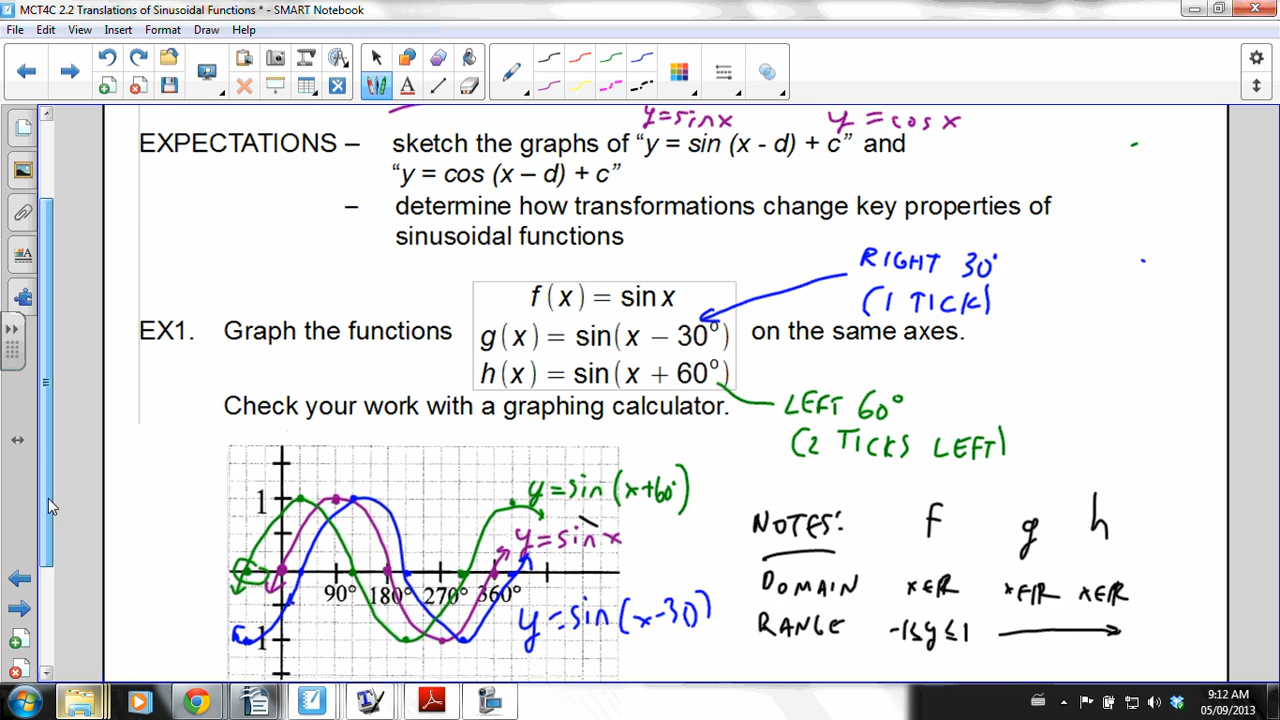 MCT4C 2.2 Translations of Sinusoidal Functions * - SMART Notebook
File Edit View Insert Format Draw Help
y=sinx y=cosx
EXPECTATIONS – sketch the graphs of “y = sin (x - d) + c” and
“y = cos (x – d) + c”
– determine how transformations change key properties of
sinusoidal functions
RIGHT 30°
(1 TICK)
f(x) = sin x
EX1. Graph the functions g(x) = sin(x − 30°) on the same axes.
h(x) = sin(x + 60°)
Check your work with a graphing calculator.
LEFT 60°
(2 TICKS LEFT)
1
y=sin(x+60°)
y=sinx
90° 180° 270° 360°
y=sin(x-30°)
1
NOTES: f g h
DOMAIN x∈R x∈R x∈R
RANGE -1≤y≤1
9:12 AM
05/09/2013